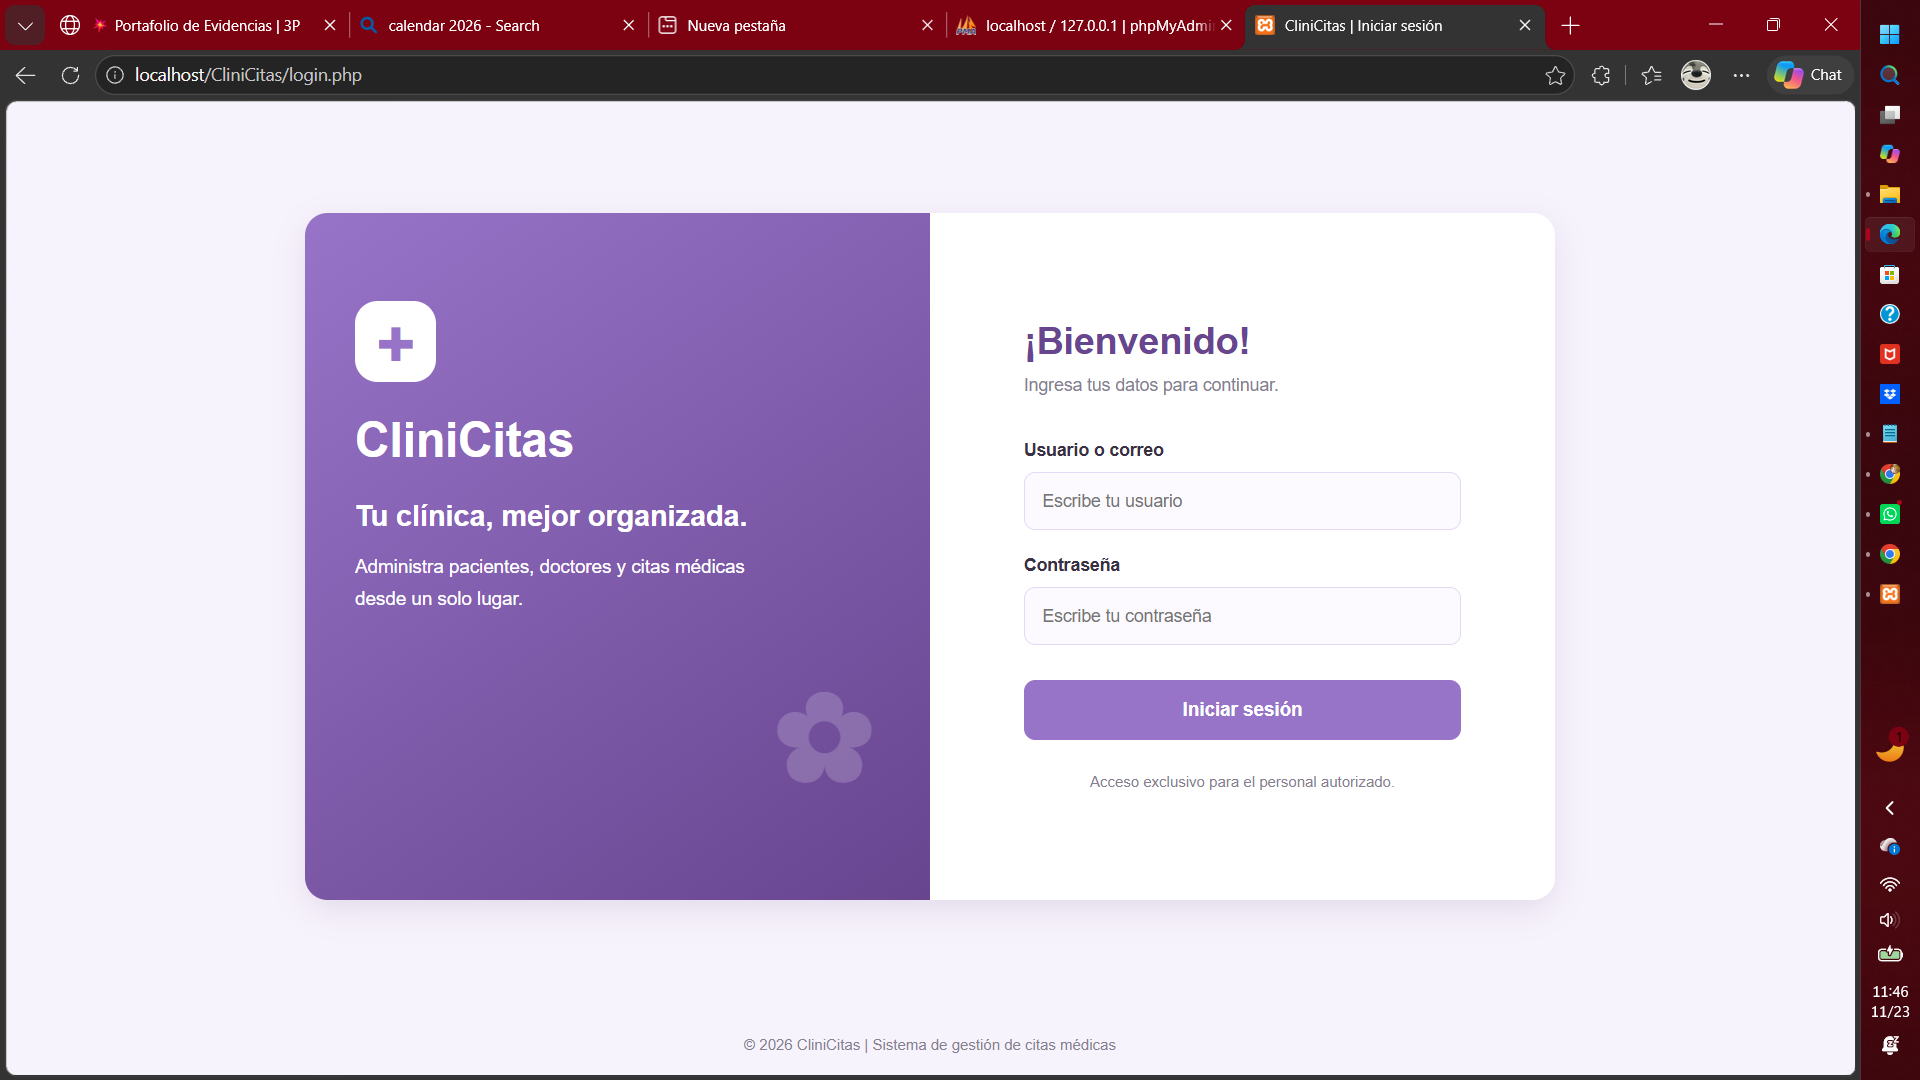 Portafolio de Evidencias | 3P
calendar 2026 - Search
Nueva pestaña
localhost / 127.0.0.1 | phpMyAdmi
CliniCitas | Iniciar sesión
localhost/CliniCitas/login.php
Chat
CliniCitas
Tu clínica, mejor organizada.
Administra pacientes, doctores y citas médicas
desde un solo lugar.
¡Bienvenido!
Ingresa tus datos para continuar.
Usuario o correo
Escribe tu usuario
Contraseña
Escribe tu contraseña
Iniciar sesión
Acceso exclusivo para el personal autorizado.
© 2026 CliniCitas | Sistema de gestión de citas médicas
1
11:46
11/23